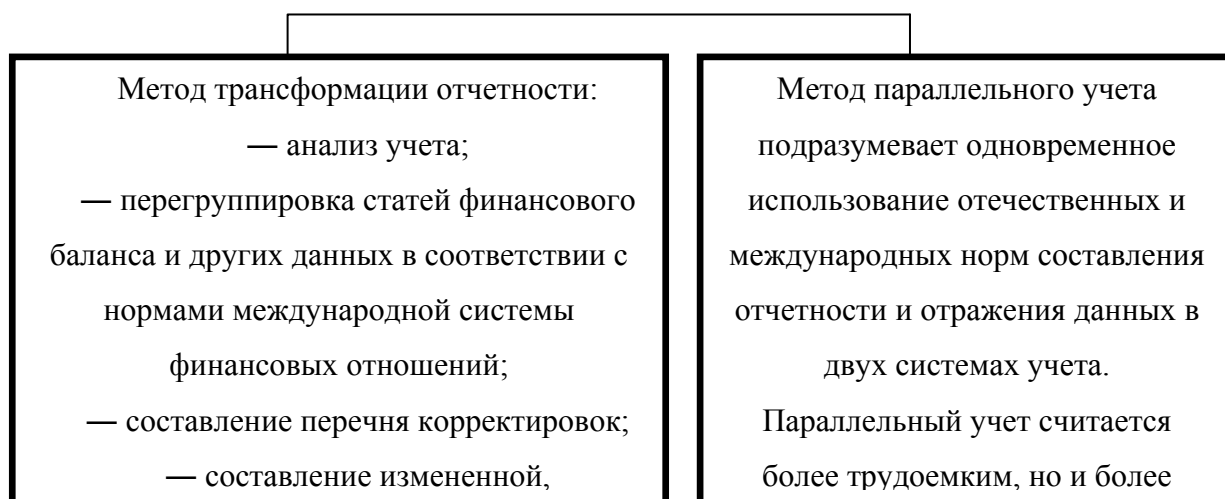 Метод трансформации отчетности:
— анализ учета;
— перегруппировка статей финансового
баланса и других данных в соответствии с
нормами международной системы
финансовых отношений;
— составление перечня корректировок;
— составление измененной,
Метод параллельного учета
подразумевает одновременное
использование отечественных и
международных норм составления
отчетности и отражения данных в
двух системах учета.
Параллельный учет считается
более трудоемким, но и более